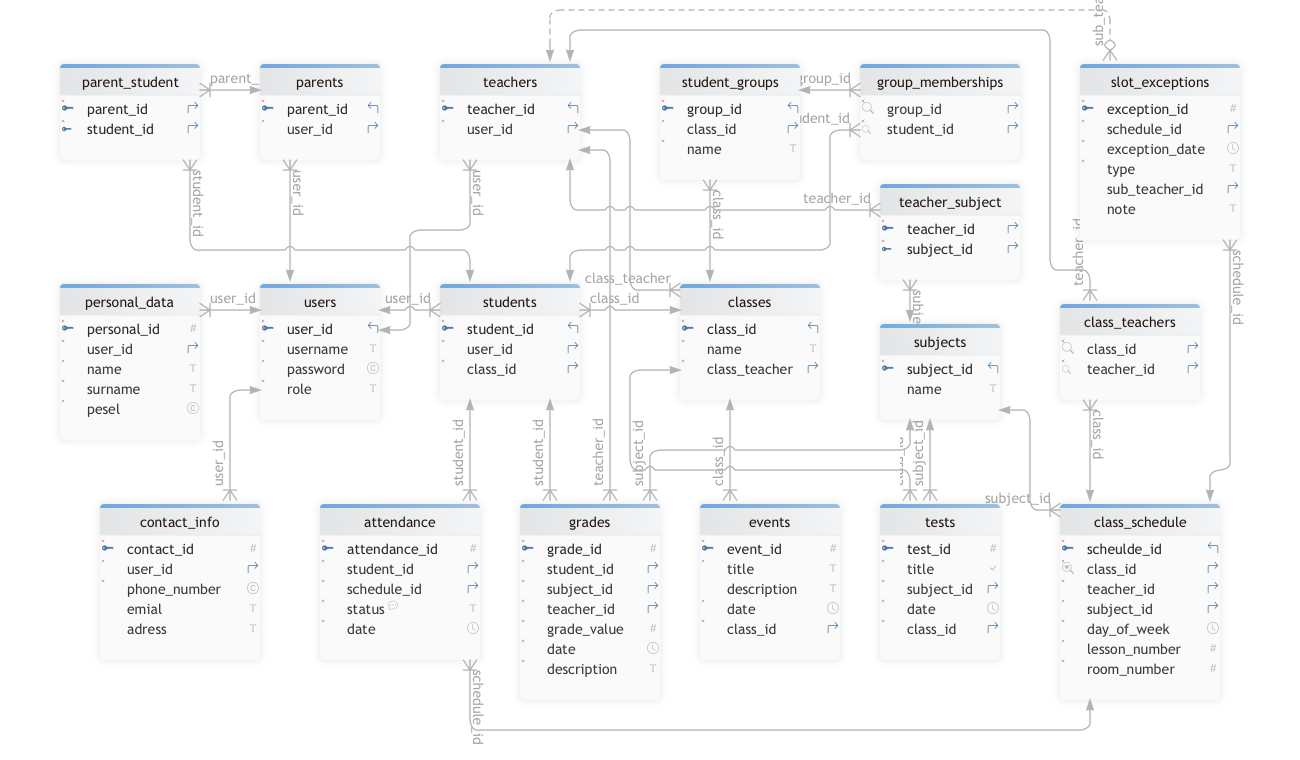 sub_tea
parent_student
parent_id
student_id
parent_
parents
parent_id
user_id
teachers
teacher_id
user_id
student_groups
group_id
class_id
name
group_id
udent_id
group_memberships
group_id
student_id
slot_exceptions
exception_id
schedule_id
exception_date
type
sub_teacher_id
note
student_id
user_id
user_id
class_id
teacher_id
teacher_subject
teacher_id
subject_id
teacher_id
schedule_id
personal_data
personal_id
user_id
name
surname
pesel
user_id
users
user_id
username
password
role
user_id
students
student_id
user_id
class_id
class_teacher
class_id
classes
class_id
name
class_teacher
subje
subjects
subject_id
name
class_teachers
class_id
teacher_id
user_id
student_id
student_id
teacher_id
subject_id
class_id
subject_id
class_id
subject_id
contact_info
contact_id
user_id
phone_number
emial
adress
attendance
attendance_id
student_id
schedule_id
status
date
grades
grade_id
student_id
subject_id
teacher_id
grade_value
date
description
events
event_id
title
description
date
class_id
tests
test_id
title
subject_id
date
class_id
class_schedule
scheulde_id
class_id
teacher_id
subject_id
day_of_week
lesson_number
room_number
schedule_id